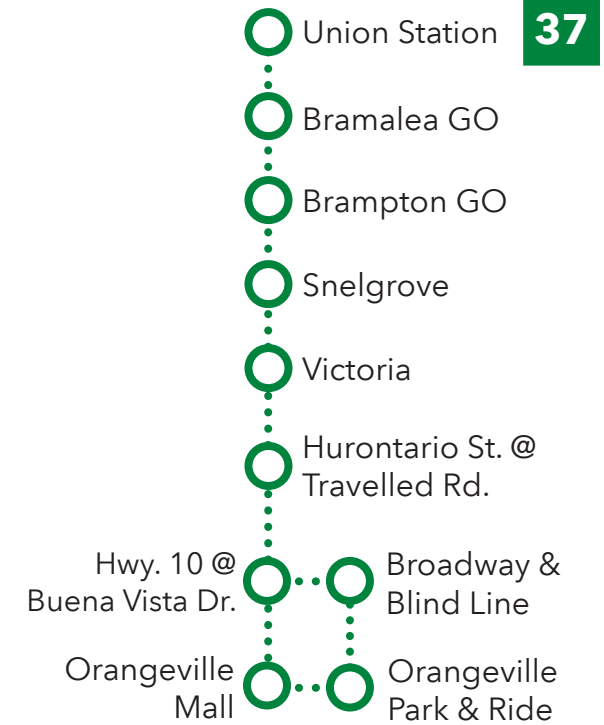 Union Station
37
Bramalea GO
Brampton GO
Snelgrove
Victoria
Hurontario St. @
Travelled Rd.
Hwy. 10 @
Buena Vista Dr.
Broadway &
Blind Line
Orangeville
Mall
Orangeville
Park & Ride